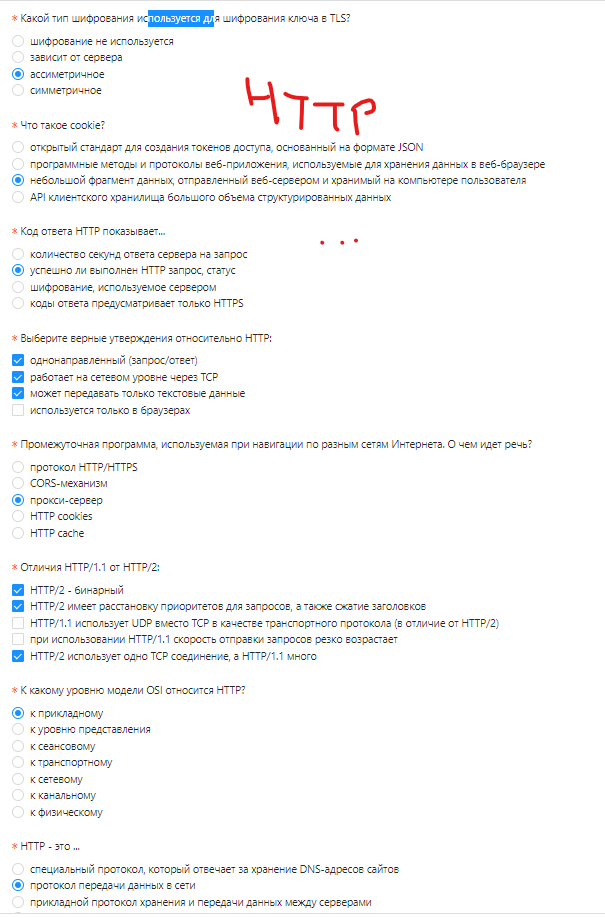 * Какой тип шифрования используется для шифрования ключа в TLS?
шифрование не используется
зависит от сервера
ассиметричное
симметричное
HTTP
* Что такое cookie?
открытый стандарт для создания токенов доступа, основанный на формате JSON
программные методы и протоколы веб-приложения, используемые для хранения данных в веб-браузере
небольшой фрагмент данных, отправленный веб-сервером и хранимый на компьютере пользователя
API клиентского хранилища большого объема структурированных данных
* Код ответа HTTP показывает...
...
количество секунд ответа сервера на запрос
успешно ли выполнен HTTP запрос, статус
шифрование, используемое сервером
коды ответа предусматривает только HTTPS
* Выберите верные утверждения относительно HTTP:
однонаправленный (запрос/ответ)
работает на сетевом уровне через TCP
может передавать только текстовые данные
используется только в браузерах
* Промежуточная программа, используемая при навигации по разным сетям Интернета. О чем идет речь?
протокол HTTP/HTTPS
CORS-механизм
прокси-сервер
HTTP cookies
HTTP cache
* Отличия HTTP/1.1 от HTTP/2:
HTTP/2 - бинарный
HTTP/2 имеет расстановку приоритетов для запросов, а также сжатие заголовков
HTTP/1.1 использует UDP вместо TCP в качестве транспортного протокола (в отличие от HTTP/2)
при использовании HTTP/1.1 скорость отправки запросов резко возрастает
HTTP/2 использует одно TCP соединение, а HTTP/1.1 много
* К какому уровню модели OSI относится HTTP?
к прикладному
к уровню представления
к сеансовому
к транспортному
к сетевому
к канальному
к физическому
* HTTP - это ...
специальный протокол, который отвечает за хранение DNS-адресов сайтов
протокол передачи данных в сети
прикладной протокол хранения и передачи данных между серверами